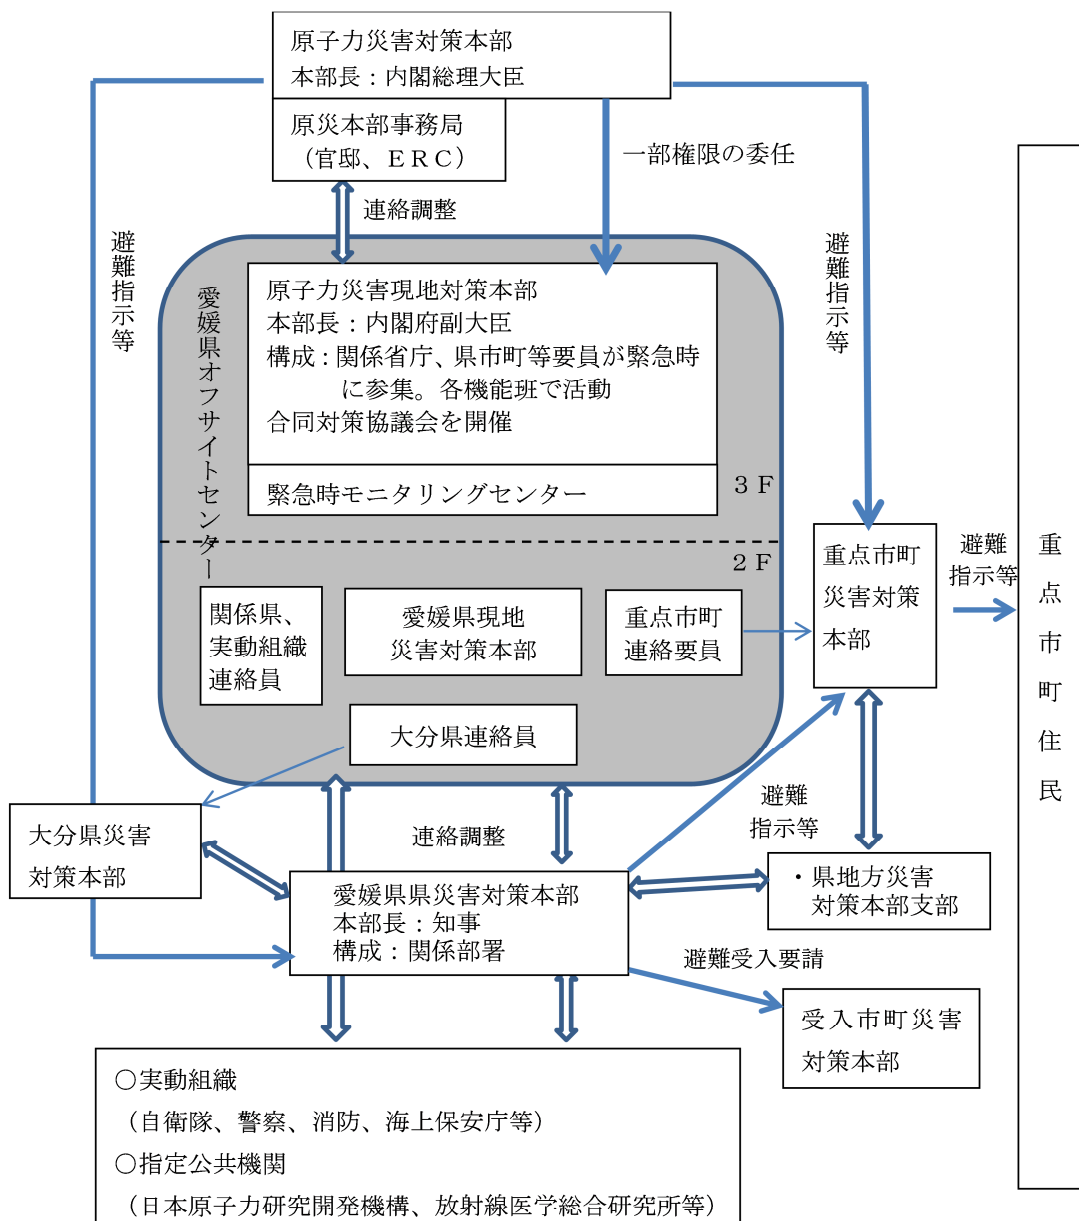 原子力災害対策本部
本部長：内閣総理大臣
原災本部事務局
（官邸、ＥＲＣ）
一部権限の委任
連絡調整
避難指示等
避難指示等
愛媛県オフサイトセンター
原子力災害現地対策本部
本部長：内閣府副大臣
構成：関係省庁、県市町等要員が緊急時
に参集。各機能班で活動
合同対策協議会を開催
緊急時モニタリングセンター
３Ｆ
２Ｆ
関係県、
実動組織
連絡員
愛媛県現地
災害対策本部
重点市町
連絡要員
大分県連絡員
重点市町
災害対策
本部
避難
指示等
重点市町住民
大分県災害
対策本部
連絡調整
避難
指示等
愛媛県県災害対策本部
本部長：知事
構成：関係部署
・県地方災害
対策本部支部
避難受入要請
受入市町災害
対策本部
○実動組織
（自衛隊、警察、消防、海上保安庁等）
○指定公共機関
（日本原子力研究開発機構、放射線医学総合研究所等）